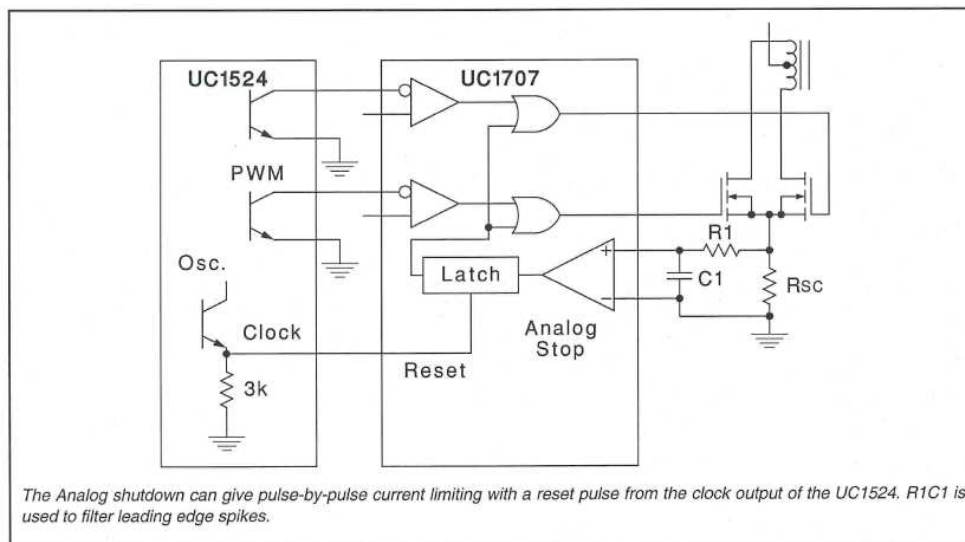 UC1524
UC1707
PWM
R1
Osc.
Latch
+
C1
Rsc
−
Clock
Analog
Stop
Reset
3k
The Analog shutdown can give pulse-by-pulse current limiting with a reset pulse from the clock output of the UC1524. R1C1 is
used to filter leading edge spikes.